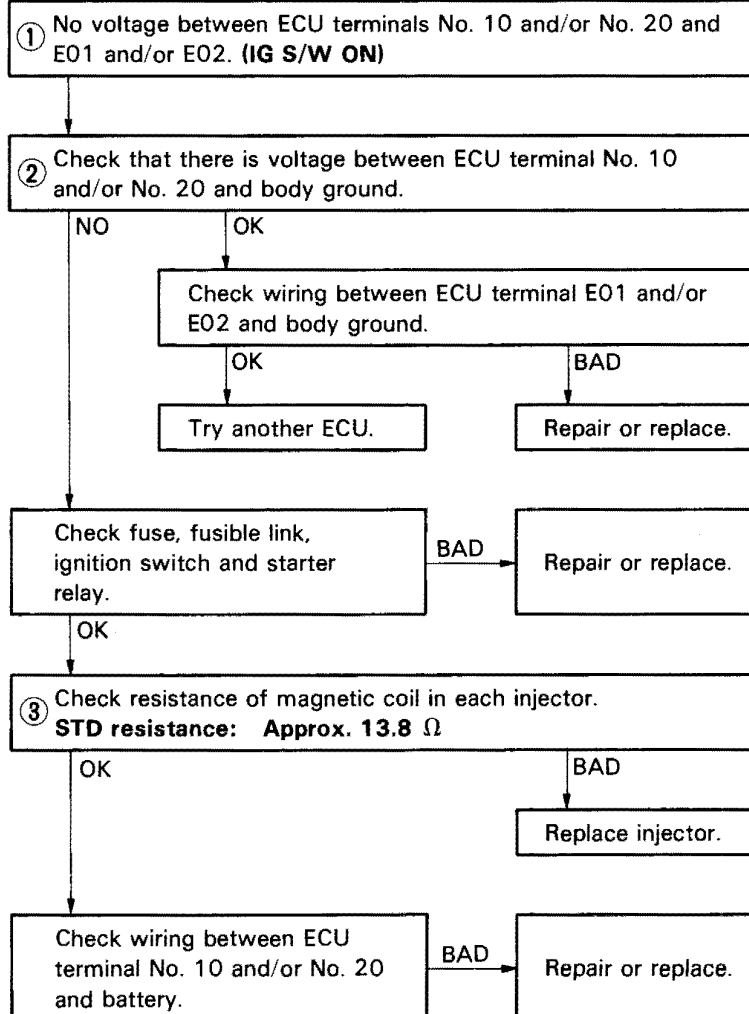 ① No voltage between ECU terminals No. 10 and/or No. 20 and
E01 and/or E02. (IG S/W ON)
② Check that there is voltage between ECU terminal No. 10
and/or No. 20 and body ground.
NO
OK
Check wiring between ECU terminal E01 and/or
E02 and body ground.
OK
BAD
Try another ECU.
Repair or replace.
Check fuse, fusible link,
ignition switch and starter
relay.
BAD
Repair or replace.
OK
③ Check resistance of magnetic coil in each injector.
STD resistance: Approx. 13.8 Ω
OK
BAD
Replace injector.
Check wiring between ECU
terminal No. 10 and/or No. 20
and battery.
BAD
Repair or replace.